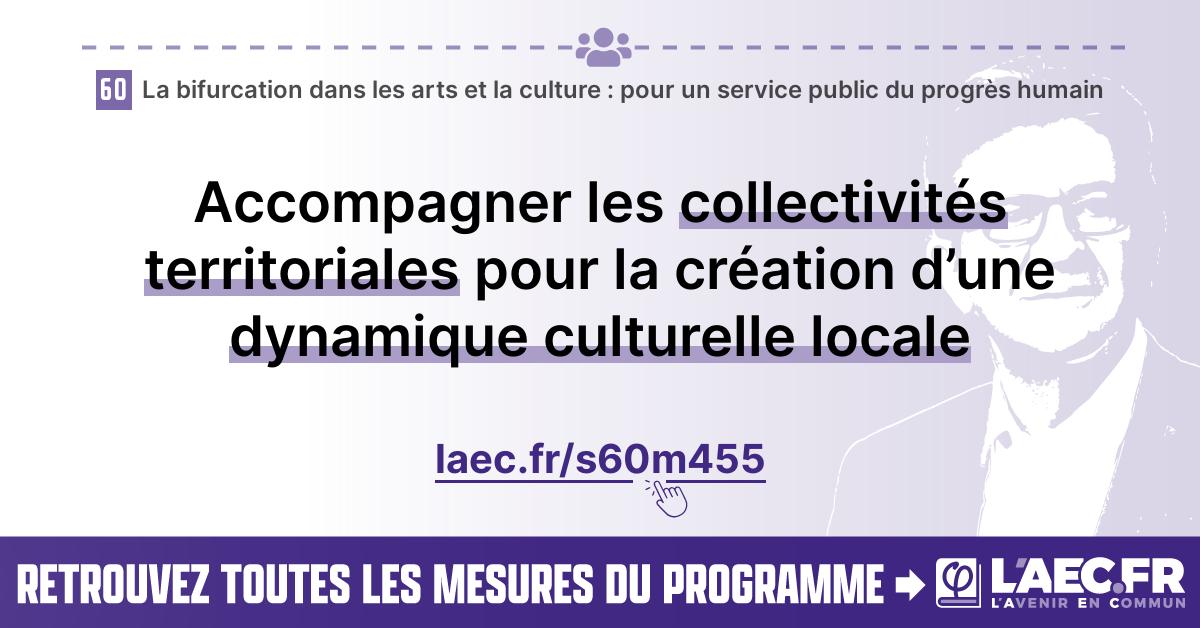 60 La bifurcation dans les arts et la culture : pour un service public du progrès humain
Accompagner les collectivités
territoriales pour la création d’une
dynamique culturelle locale
laec.fr/s60m455
RETROUVEZ TOUTES LES MESURES DU PROGRAMME
L'AEC.FR
L'AVENIR EN COMMUN